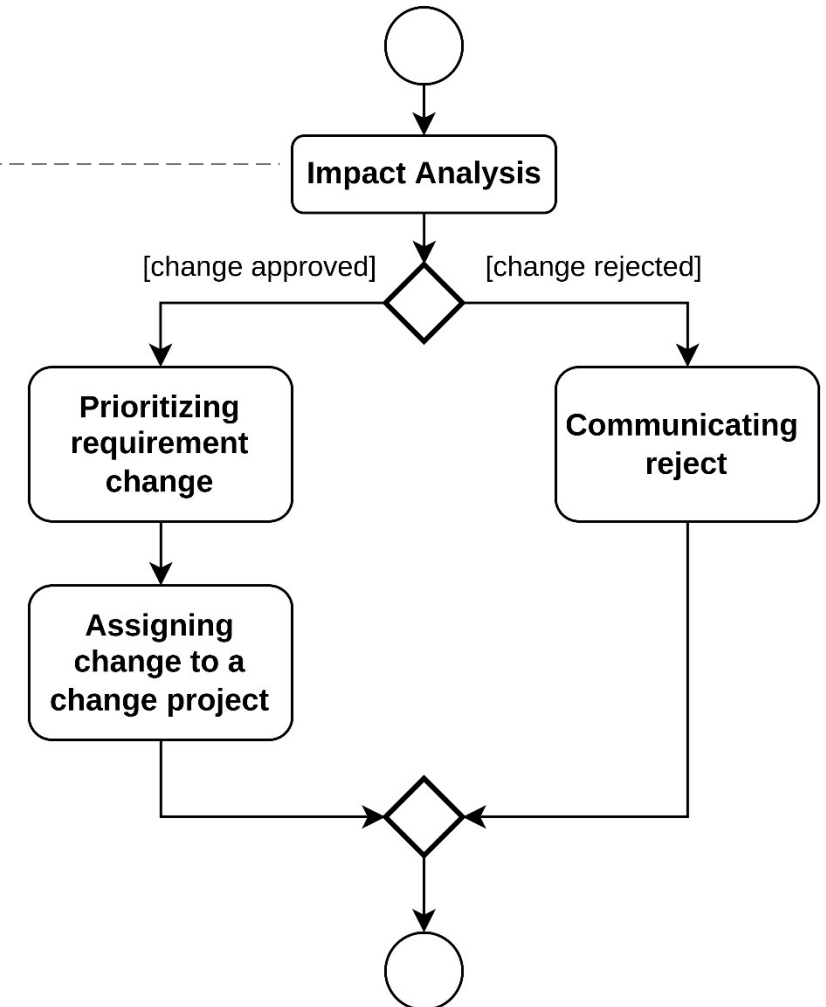 Impact Analysis
[change approved]
[change rejected]
Prioritizing
requirement
change
Communicating
reject
Assigning
change to a
change project